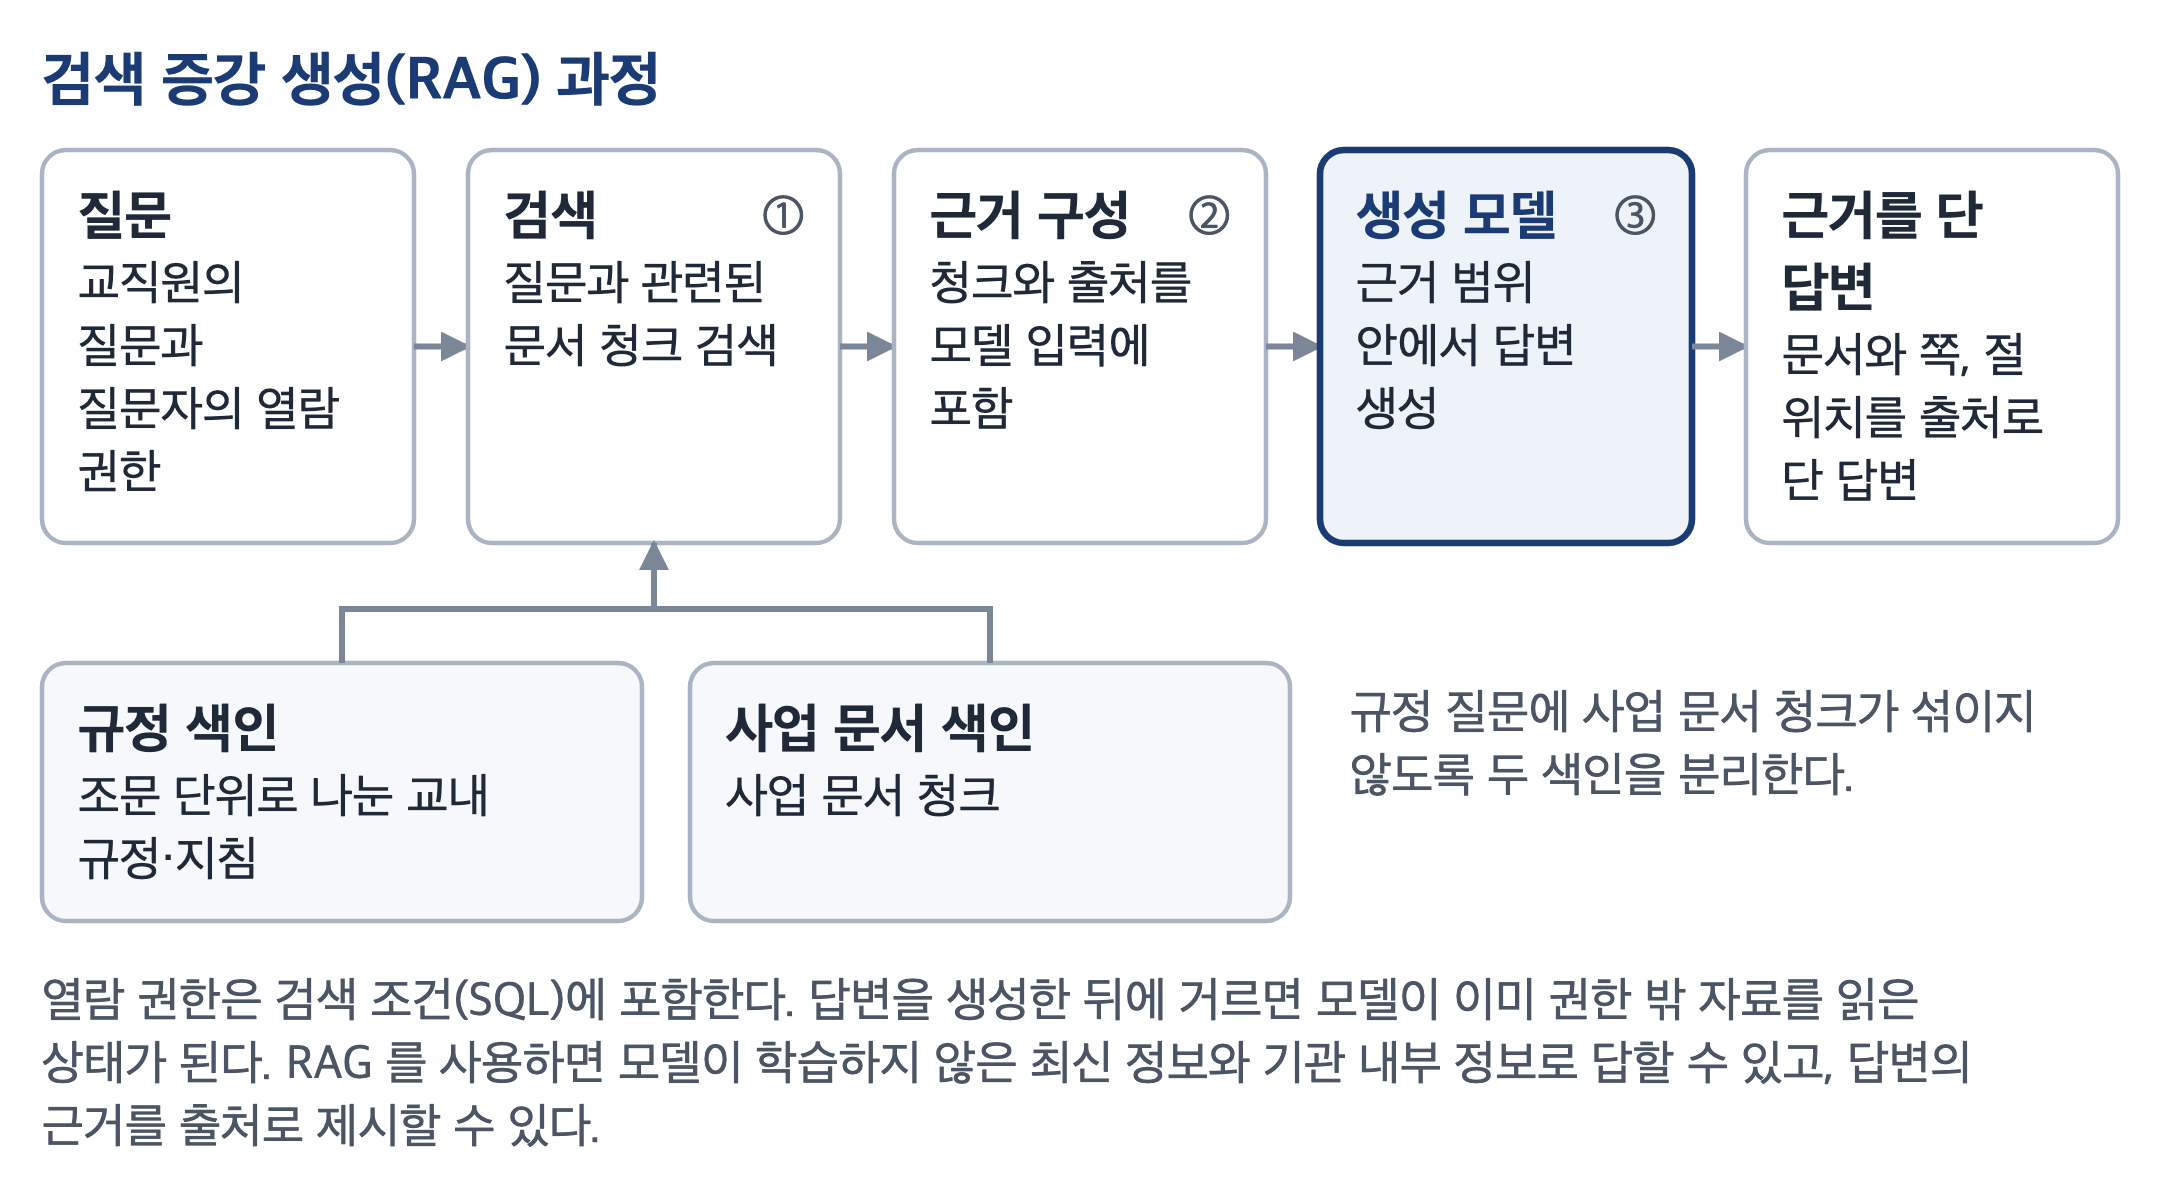 검색 증강 생성(RAG) 과정
질문
교직원의
질문과
질문자의 열람
권한
검색 ①
질문과 관련된
문서 청크 검색
근거 구성 ②
청크와 출처를
모델 입력에
포함
생성 모델 ③
근거 범위
안에서 답변
생성
근거를 단
답변
문서와 쪽, 절
위치를 출처로
단 답변
규정 색인
조문 단위로 나눈 교내
규정·지침
사업 문서 색인
사업 문서 청크
규정 질문에 사업 문서 청크가 섞이지
않도록 두 색인을 분리한다.
열람 권한은 검색 조건(SQL)에 포함한다. 답변을 생성한 뒤에 거르면 모델이 이미 권한 밖 자료를 읽은
상태가 된다. RAG 를 사용하면 모델이 학습하지 않은 최신 정보와 기관 내부 정보로 답할 수 있고, 답변의
근거를 출처로 제시할 수 있다.